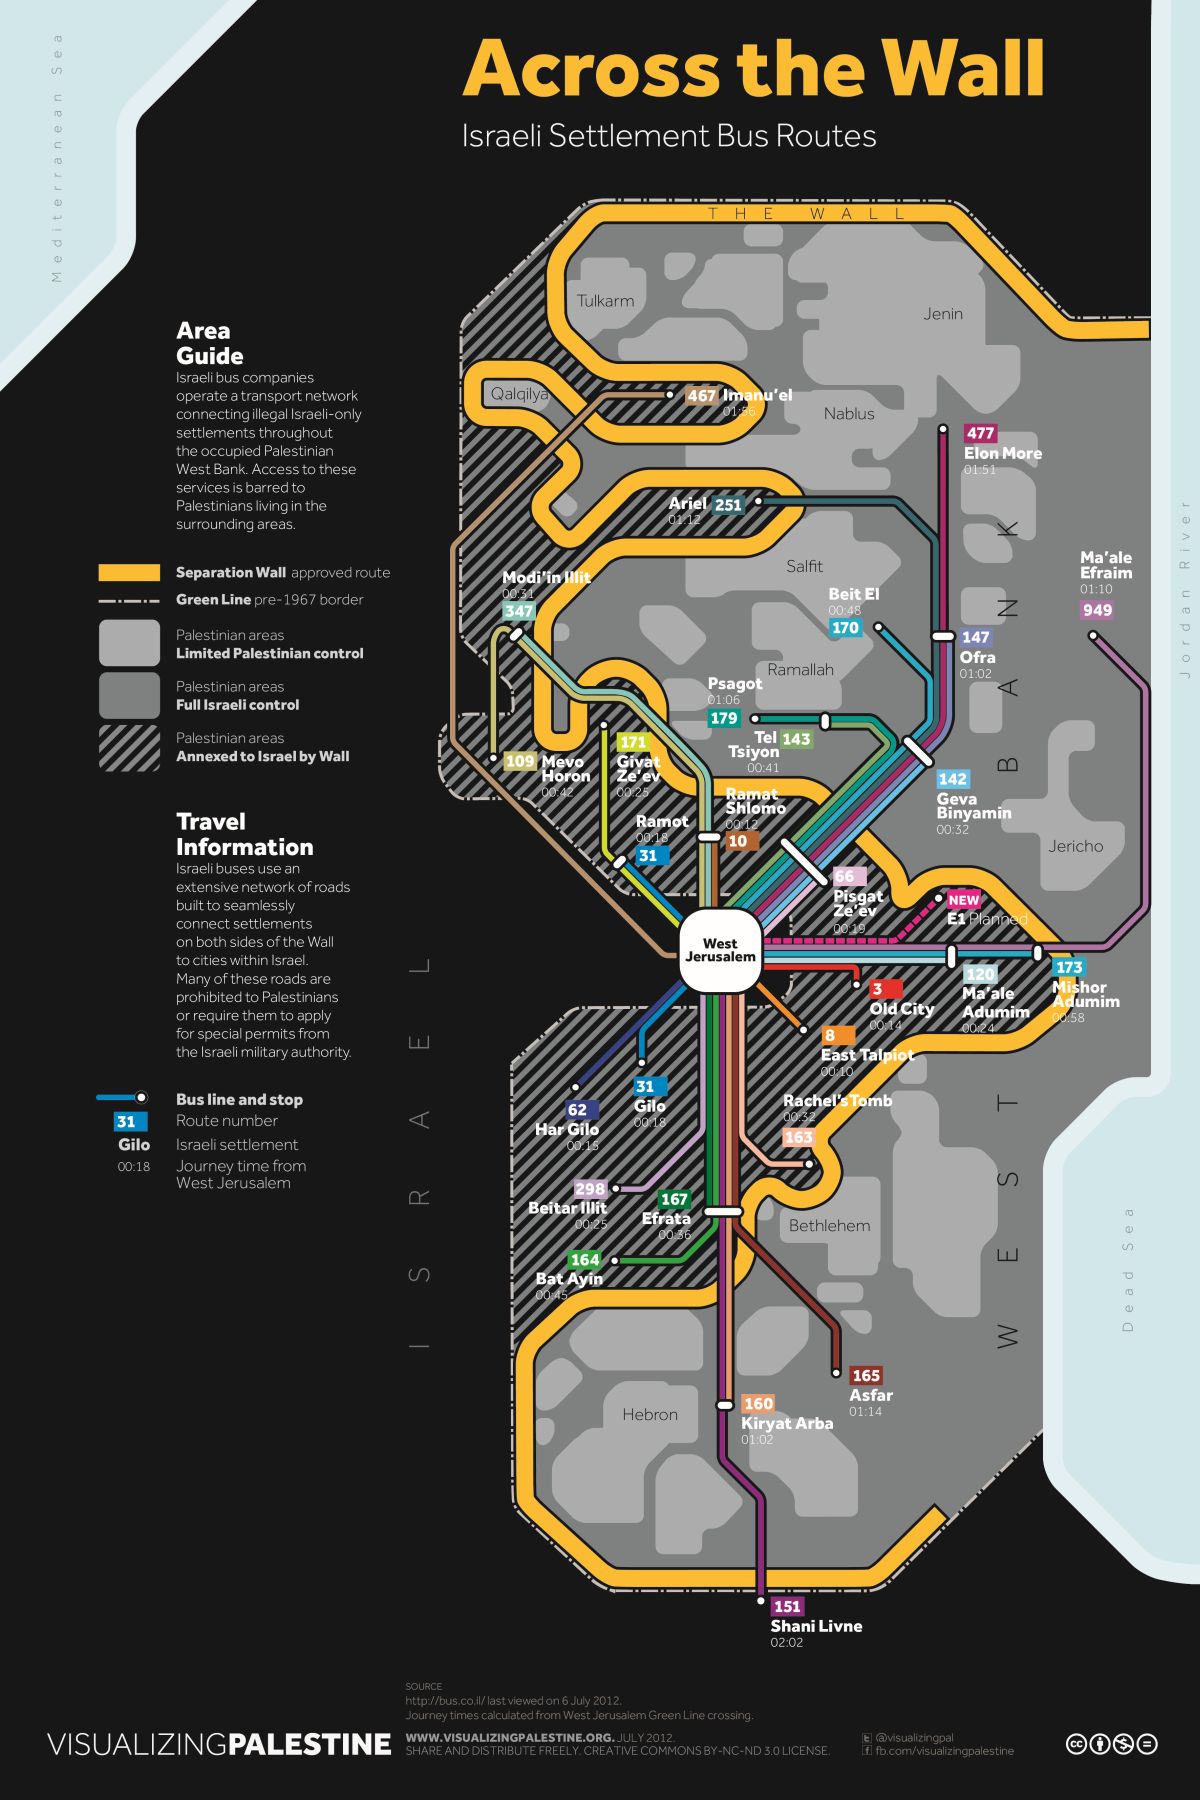 Across the Wall
Israeli Settlement Bus Routes
Mediterranean Sea
THE WALL
Area
Guide
Israeli bus companies
operate a transport network
connecting illegal Israeli-only
settlements throughout
the occupied Palestinian
West Bank. Access to these
services is barred to
Palestinians living in the
surrounding areas.
Separation Wall approved route
Green Line pre-1967 border
Palestinian areas
Limited Palestinian control
Palestinian areas
Full Israeli control
Palestinian areas
Annexed to Israel by Wall
Travel
Information
Israeli buses use an
extensive network of roads
built to seamlessly
connect settlements
on both sides of the Wall
to cities within Israel.
Many of these roads are
prohibited to Palestinians
or require them to apply
for special permits from
the Israeli military authority.
Bus line and stop
31 Route number
Gilo Israeli settlement
00:18 Journey time from
West Jerusalem
Tulkarm
Jenin
Qalqilya
467 Imanu'el
01:56
Nablus
477
Elon More
01:51
Ariel 251
01:12
Salfit
Modi'in Illit
00:31
347
Beit El
00:48
170
Ma'ale
Efraim
01:10
949
147
Ofra
01:02
Ramallah
Psagot
01:06
179
Tel
Tsiyon
143
00:41
109 Mevo
Horon
00:42
171
Givat
Ze'ev
00:25
142
Geva
Binyamin
00:32
Ramat
Shlomo
00:12
10
Ramot
00:18
31
Jericho
66
Pisgat
Ze'ev
00:19
NEW
E1 Planned
West
Jerusalem
173
Mishor
Adumim
00:58
120
Ma'ale
Adumim
00:24
3
Old City
00:14
8
East Talpiot
00:10
31
Gilo
00:18
62
Har Gilo
00:15
Rachel's Tomb
00:32
163
298
Beitar Illit
00:25
167
Efrata
00:36
Bethlehem
164
Bat Ayin
00:45
165
Asfar
01:14
160
Kiryat Arba
01:02
Hebron
151
Shani Livne
02:02
ISRAEL
WEST BANK
Jordan River
Dead Sea
SOURCE
http://bus.co.il/ last viewed on 6 July 2012.
Journey times calculated from West Jerusalem Green Line crossing.
VISUALIZINGPALESTINE
WWW.VISUALIZINGPALESTINE.ORG. JULY 2012.
SHARE AND DISTRIBUTE FREELY. CREATIVE COMMONS BY-NC-ND 3.0 LICENSE.
@visualizingpal
fb.com/visualizingpalestine
cc